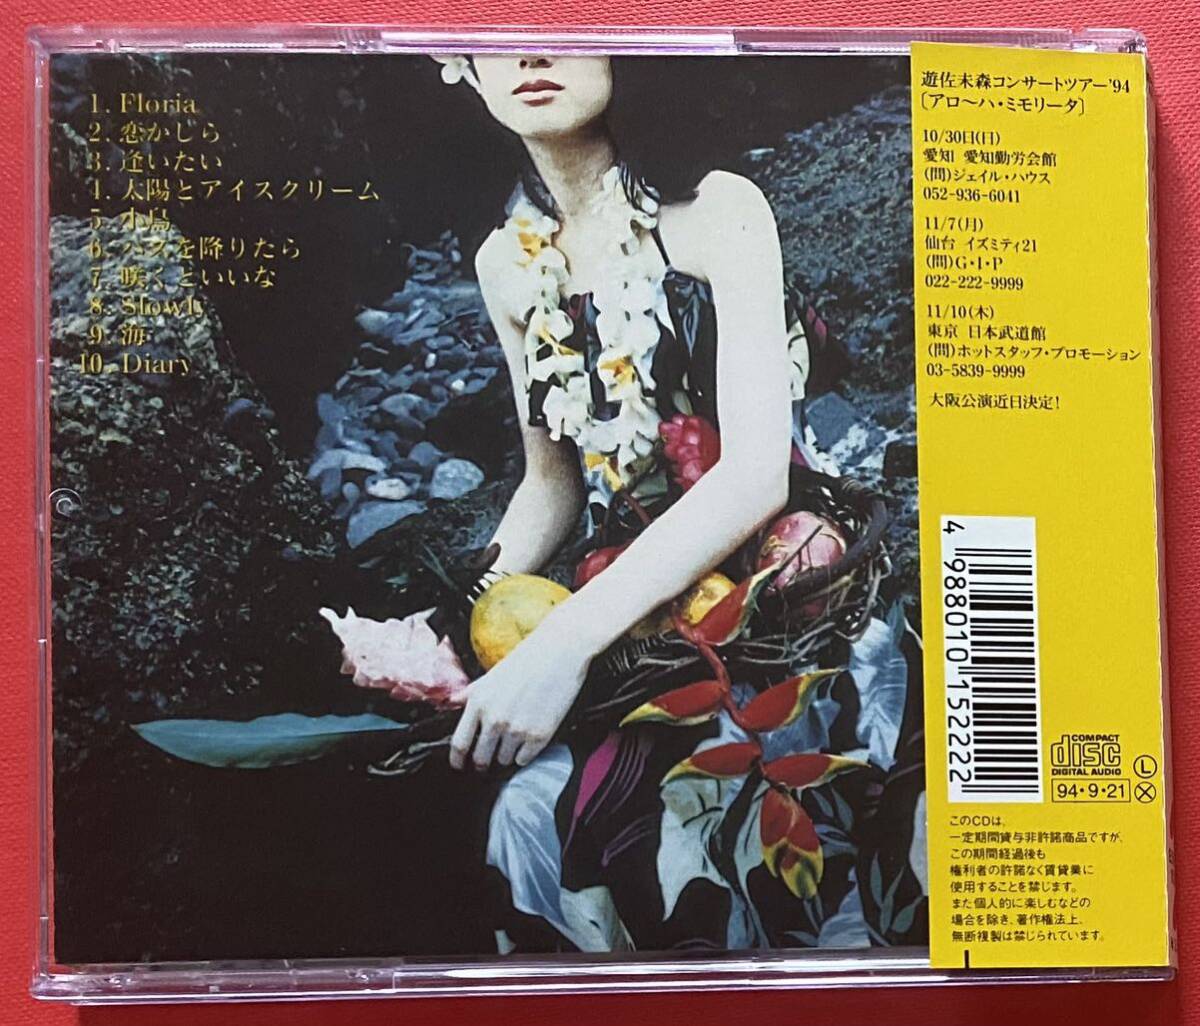 1. Floria
2. 恋かしら
3. 逢いたい
4. 太陽とアイスクリーム
5. 小鳥
6. バスを降りたら
7. 咲くといいな
8. Slowly
9. 海
10. Diary
遊佐未森コンサートツアー'94
〔アロ〜ハ・ミモリータ〕
10/30日(日)
愛知 愛知勤労会館
(問)ジェイル・ハウス
052-936-6041
11/7(月)
仙台 イズミティ21
(問)G・I・P
022-222-9999
11/10(木)
東京 日本武道館
(問)ホットスタッフ・プロモーション
03-5839-9999
大阪公演近日決定!
4 988010 152222
COMPACT
disc
DIGITAL AUDIO
L
94・9・21
X
このCDは、
一定期間貸与非許諾商品ですが、
この期間経過後も
権利者の許諾なく賃貸業に
使用することを禁じます。
また個人的に楽しむなどの
場合を除き、著作権法上、
無断複製は禁じられています。